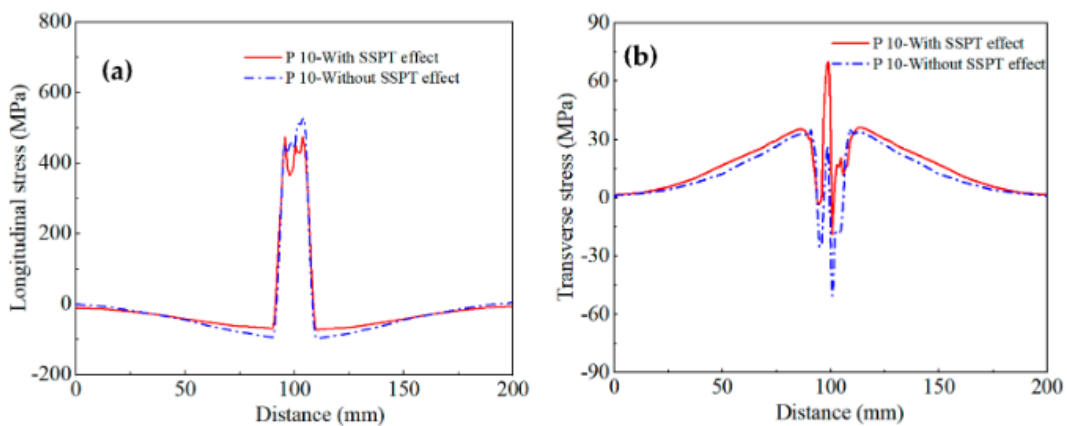 800
600
400
200
0
-200
Longitudinal stress (MPa)
(a)
P 10-With SSPT effect
P 10-Without SSPT effect
0
50
100
150
200
Distance (mm)
90
60
30
0
-30
-60
-90
Transverse stress (MPa)
(b)
P 10-With SSPT effect
P 10-Without SSPT effect
0
50
100
150
200
Distance (mm)